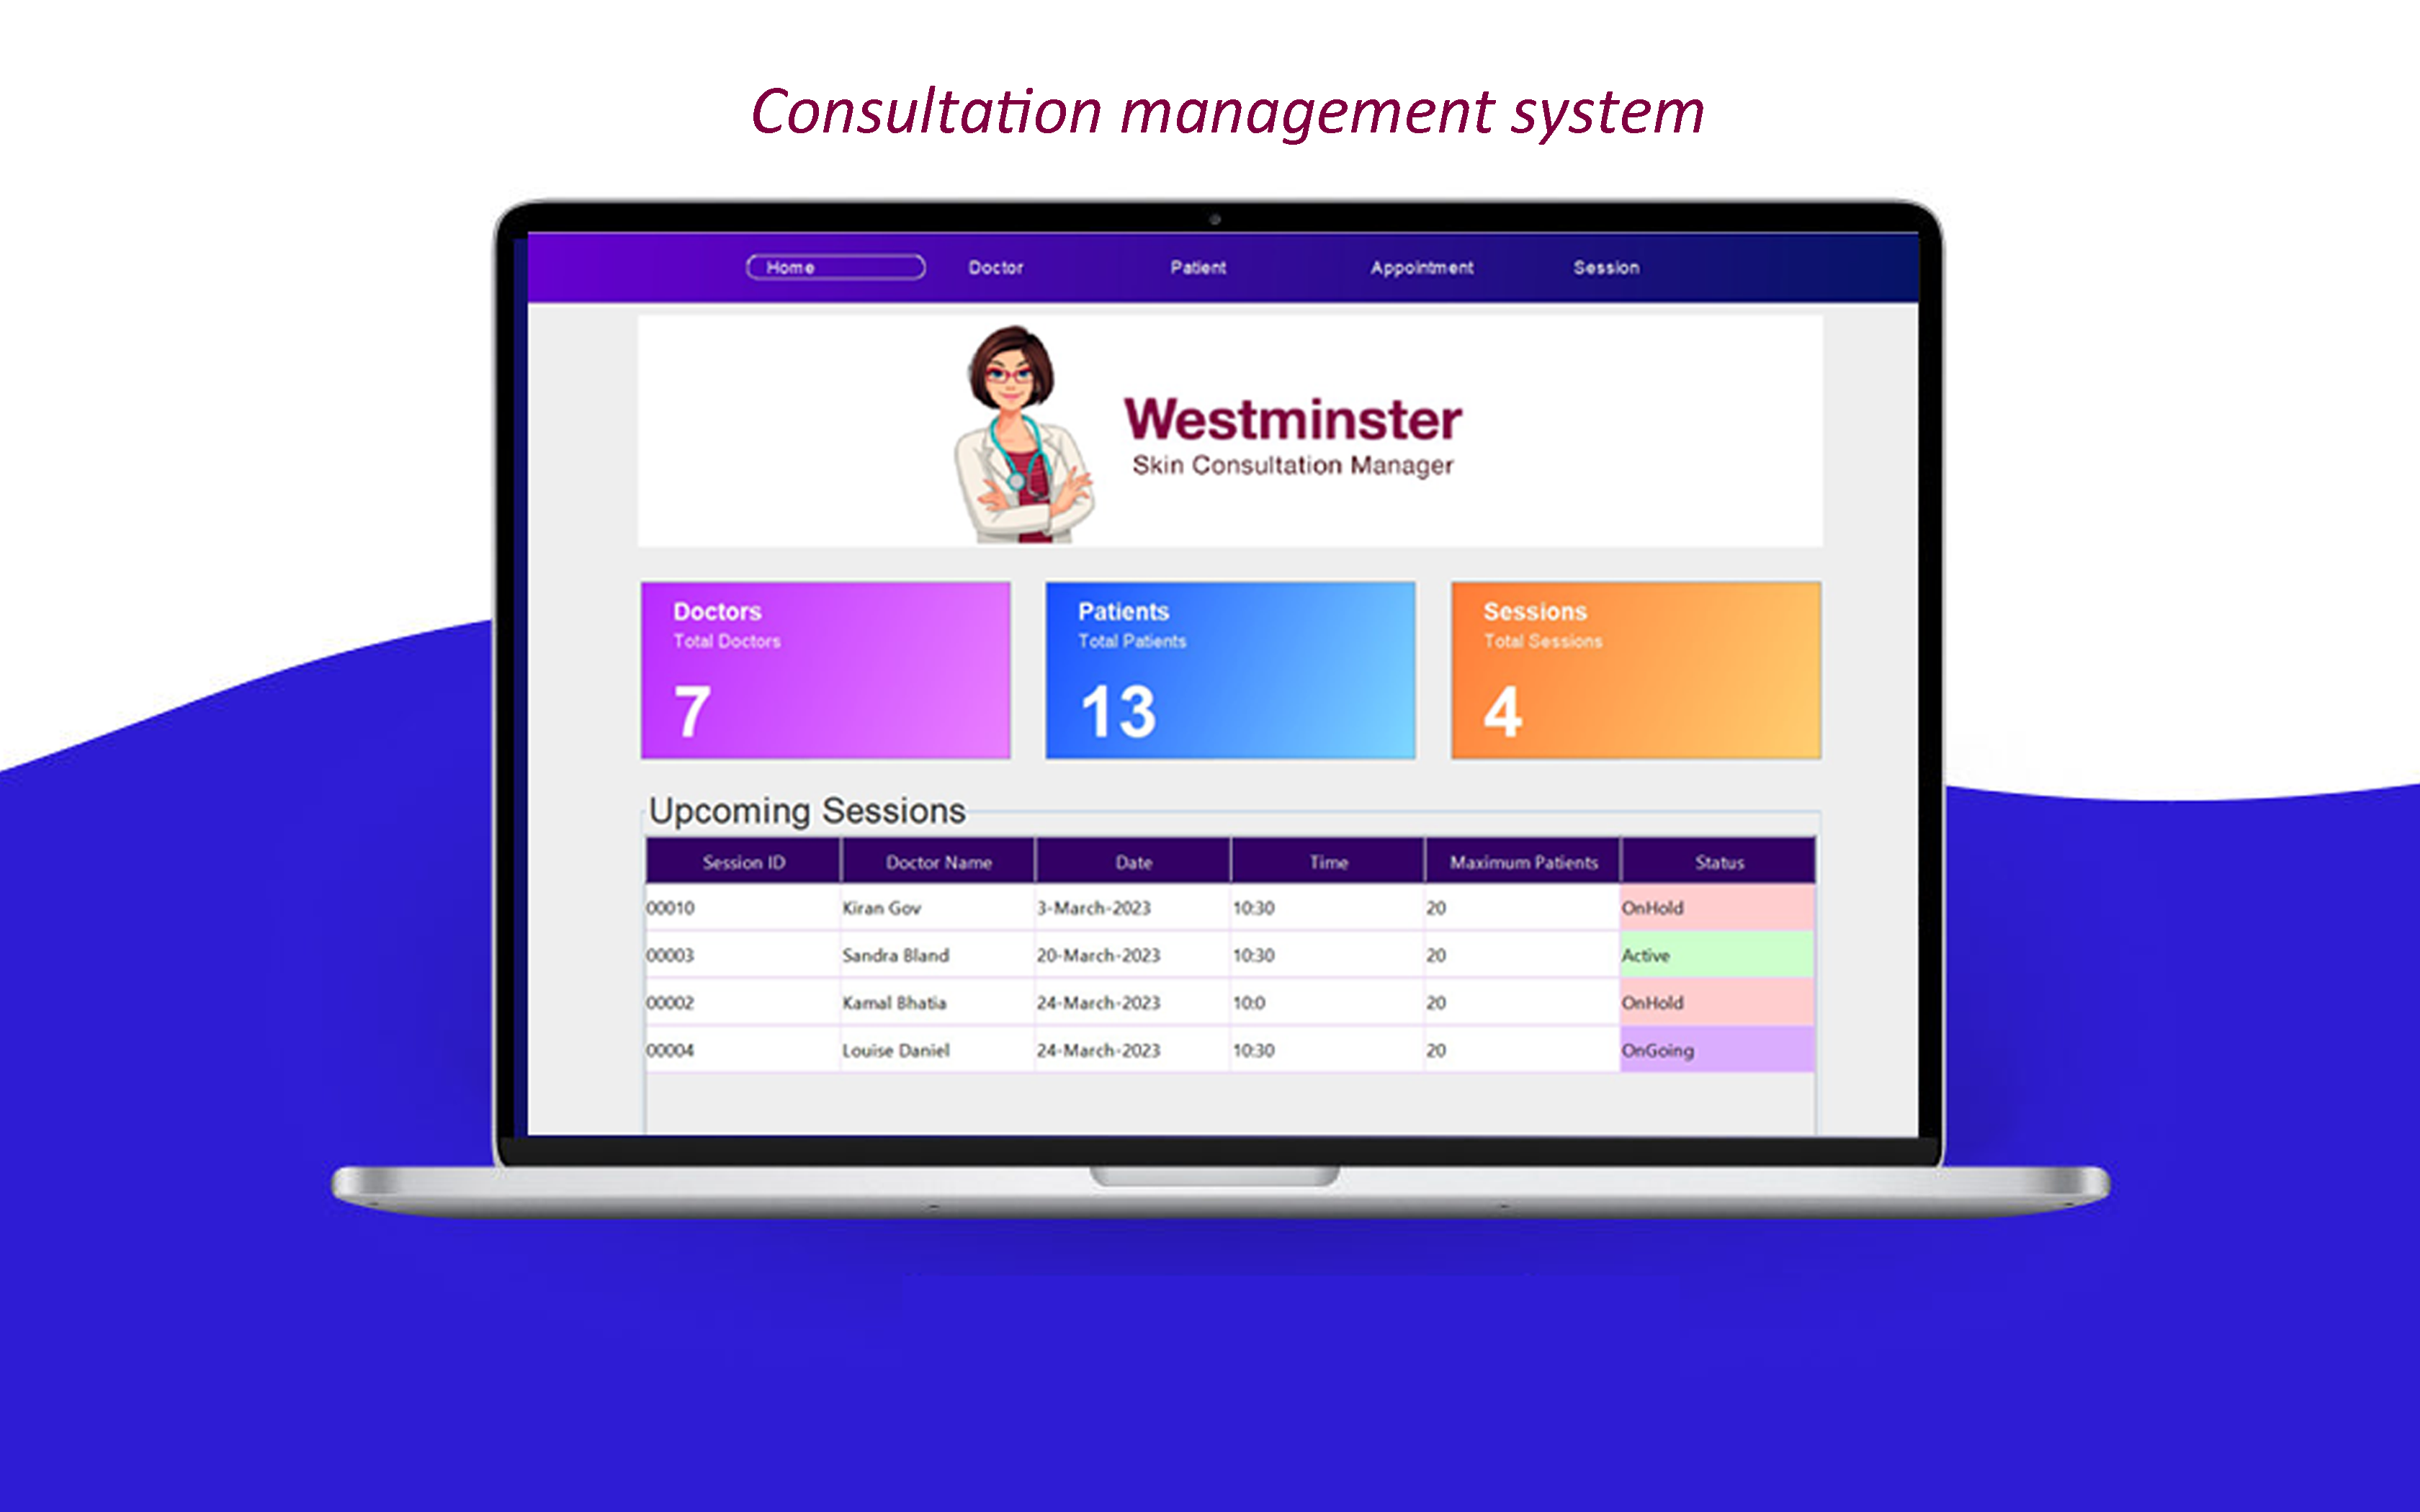 Consultation management system
Home Doctor Patient Appointment Session
Westminster
Skin Consultation Manager
Doctors Patients Sessions
Total Doctors Total Patients Total Sessions
7 13 4
Upcoming Sessions
Session ID Doctor Name Date Time Maximum Patients Status
00010 Kiran Gov 3-March-2023 10:30 20 OnHold
00003 Sandra Bland 20-March-2023 10:30 20 Active
00002 Kamal Bhatia 24-March-2023 10:0 20 OnHold
00004 Louise Daniel 24-March-2023 10:30 20 OnGoing